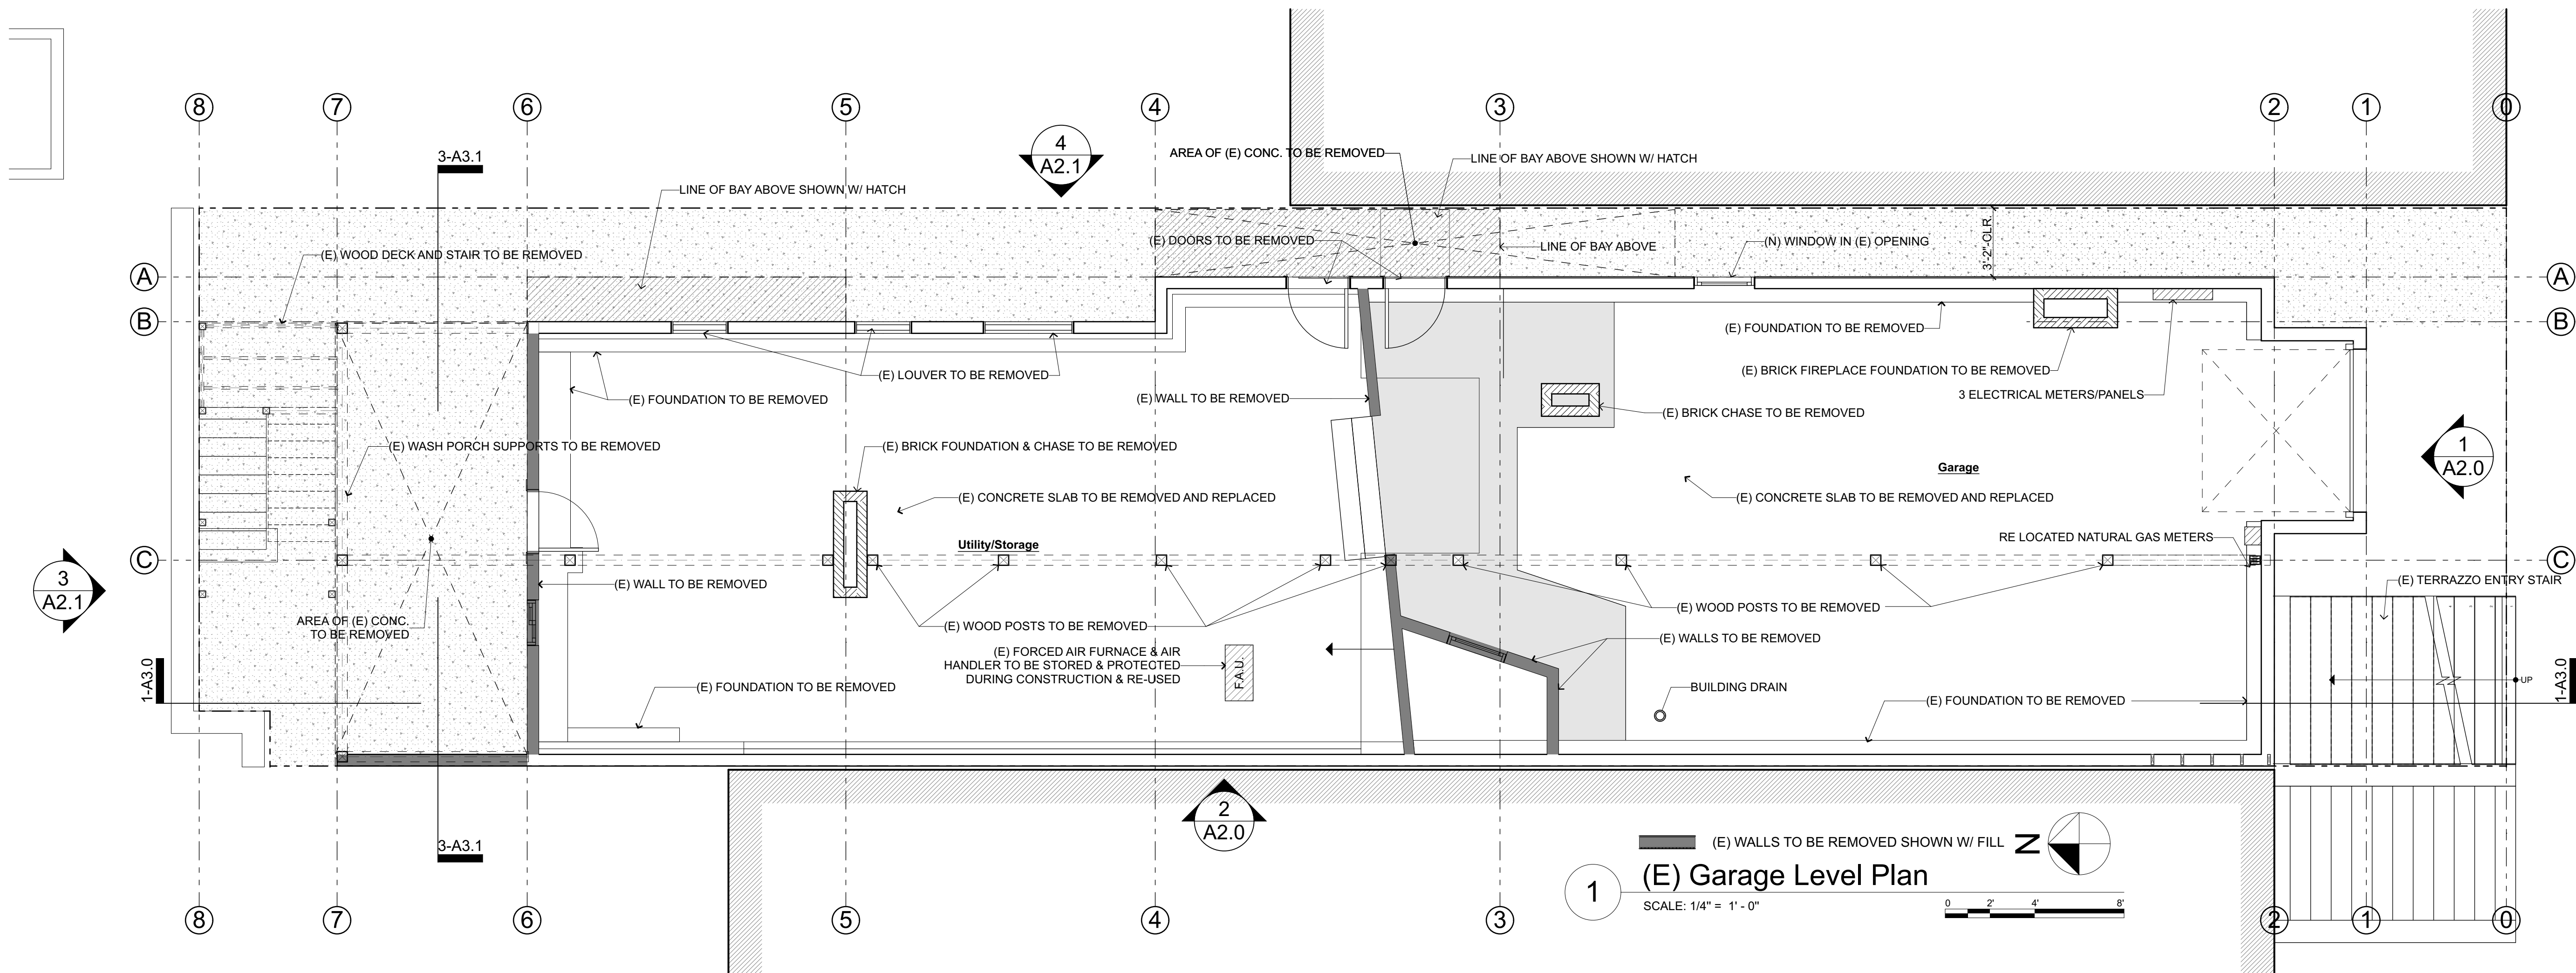 8
7
6
5
4
3
2
1
0
3-A3.1
4
A2.1
AREA OF (E) CONC. TO BE REMOVED
LINE OF BAY ABOVE SHOWN W/ HATCH
LINE OF BAY ABOVE SHOWN W/ HATCH
(E) WOOD DECK AND STAIR TO BE REMOVED
(E) DOORS TO BE REMOVED
LINE OF BAY ABOVE
(N) WINDOW IN (E) OPENING
3'-2"-CLR.
A
A
B
B
(E) FOUNDATION TO BE REMOVED
(E) LOUVER TO BE REMOVED
(E) BRICK FIREPLACE FOUNDATION TO BE REMOVED
(E) FOUNDATION TO BE REMOVED
(E) WALL TO BE REMOVED
3 ELECTRICAL METERS/PANELS
(E) BRICK CHASE TO BE REMOVED
(E) WASH PORCH SUPPORTS TO BE REMOVED
(E) BRICK FOUNDATION & CHASE TO BE REMOVED
1
A2.0
Garage
(E) CONCRETE SLAB TO BE REMOVED AND REPLACED
(E) CONCRETE SLAB TO BE REMOVED AND REPLACED
Utility/Storage
RE LOCATED NATURAL GAS METERS
C
C
3
A2.1
(E) WALL TO BE REMOVED
(E) TERRAZZO ENTRY STAIR
(E) WOOD POSTS TO BE REMOVED
AREA OF (E) CONC.
TO BE REMOVED
(E) WOOD POSTS TO BE REMOVED
(E) WALLS TO BE REMOVED
(E) FORCED AIR FURNACE & AIR
HANDLER TO BE STORED & PROTECTED
DURING CONSTRUCTION & RE-USED
F.A.U.
1-A3.0
1-A3.0
UP
(E) FOUNDATION TO BE REMOVED
BUILDING DRAIN
(E) FOUNDATION TO BE REMOVED
2
A2.0
3-A3.1
(E) WALLS TO BE REMOVED SHOWN W/ FILL
N
1
(E) Garage Level Plan
SCALE: 1/4" = 1' - 0"
0 2' 4' 8'
8
7
6
5
4
3
2
1
0